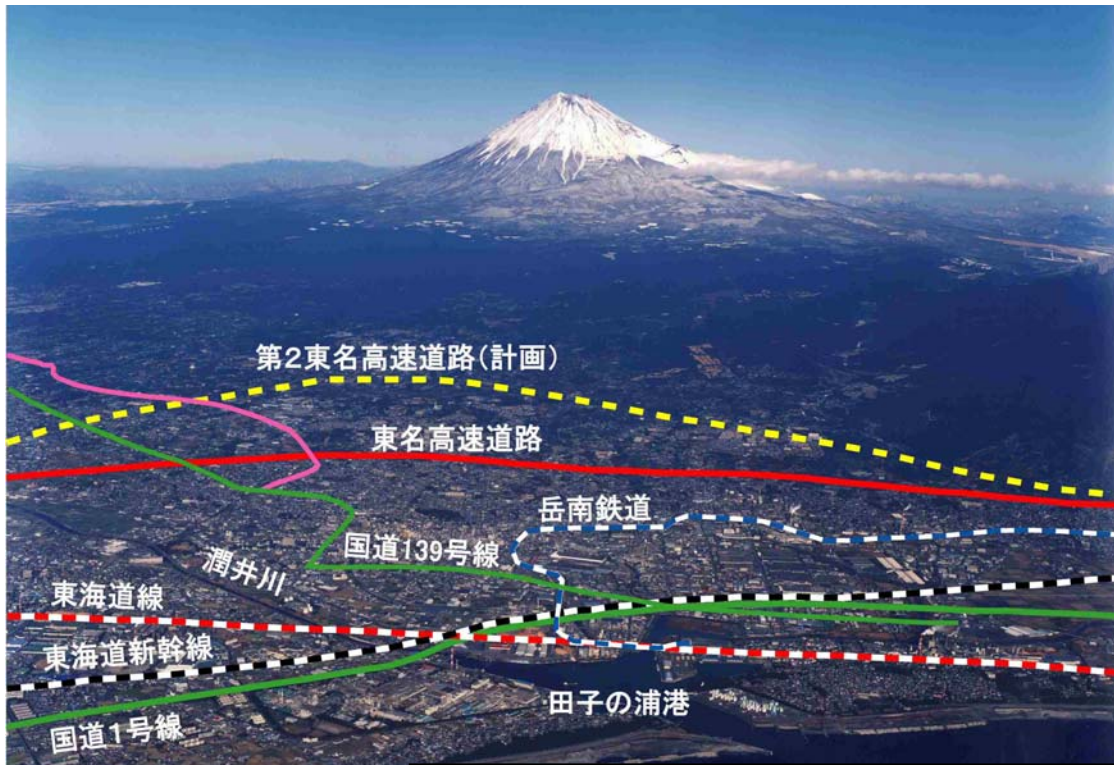 第2東名高速道路(計画)
東名高速道路
岳南鉄道
国道139号線
潤井川
東海道線
東海道新幹線
田子の浦港
国道1号線